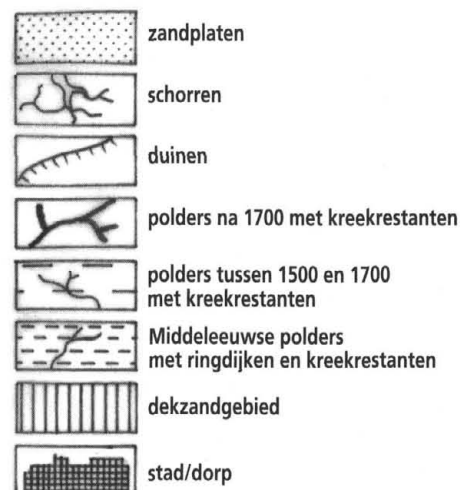 zandplaten
schorren
duinen
polders na 1700 met kreekrestanten
polders tussen 1500 en 1700
met kreekrestanten
Middeleeuwse polders
met ringdijken en kreekrestanten
dekzandgebied
stad/dorp